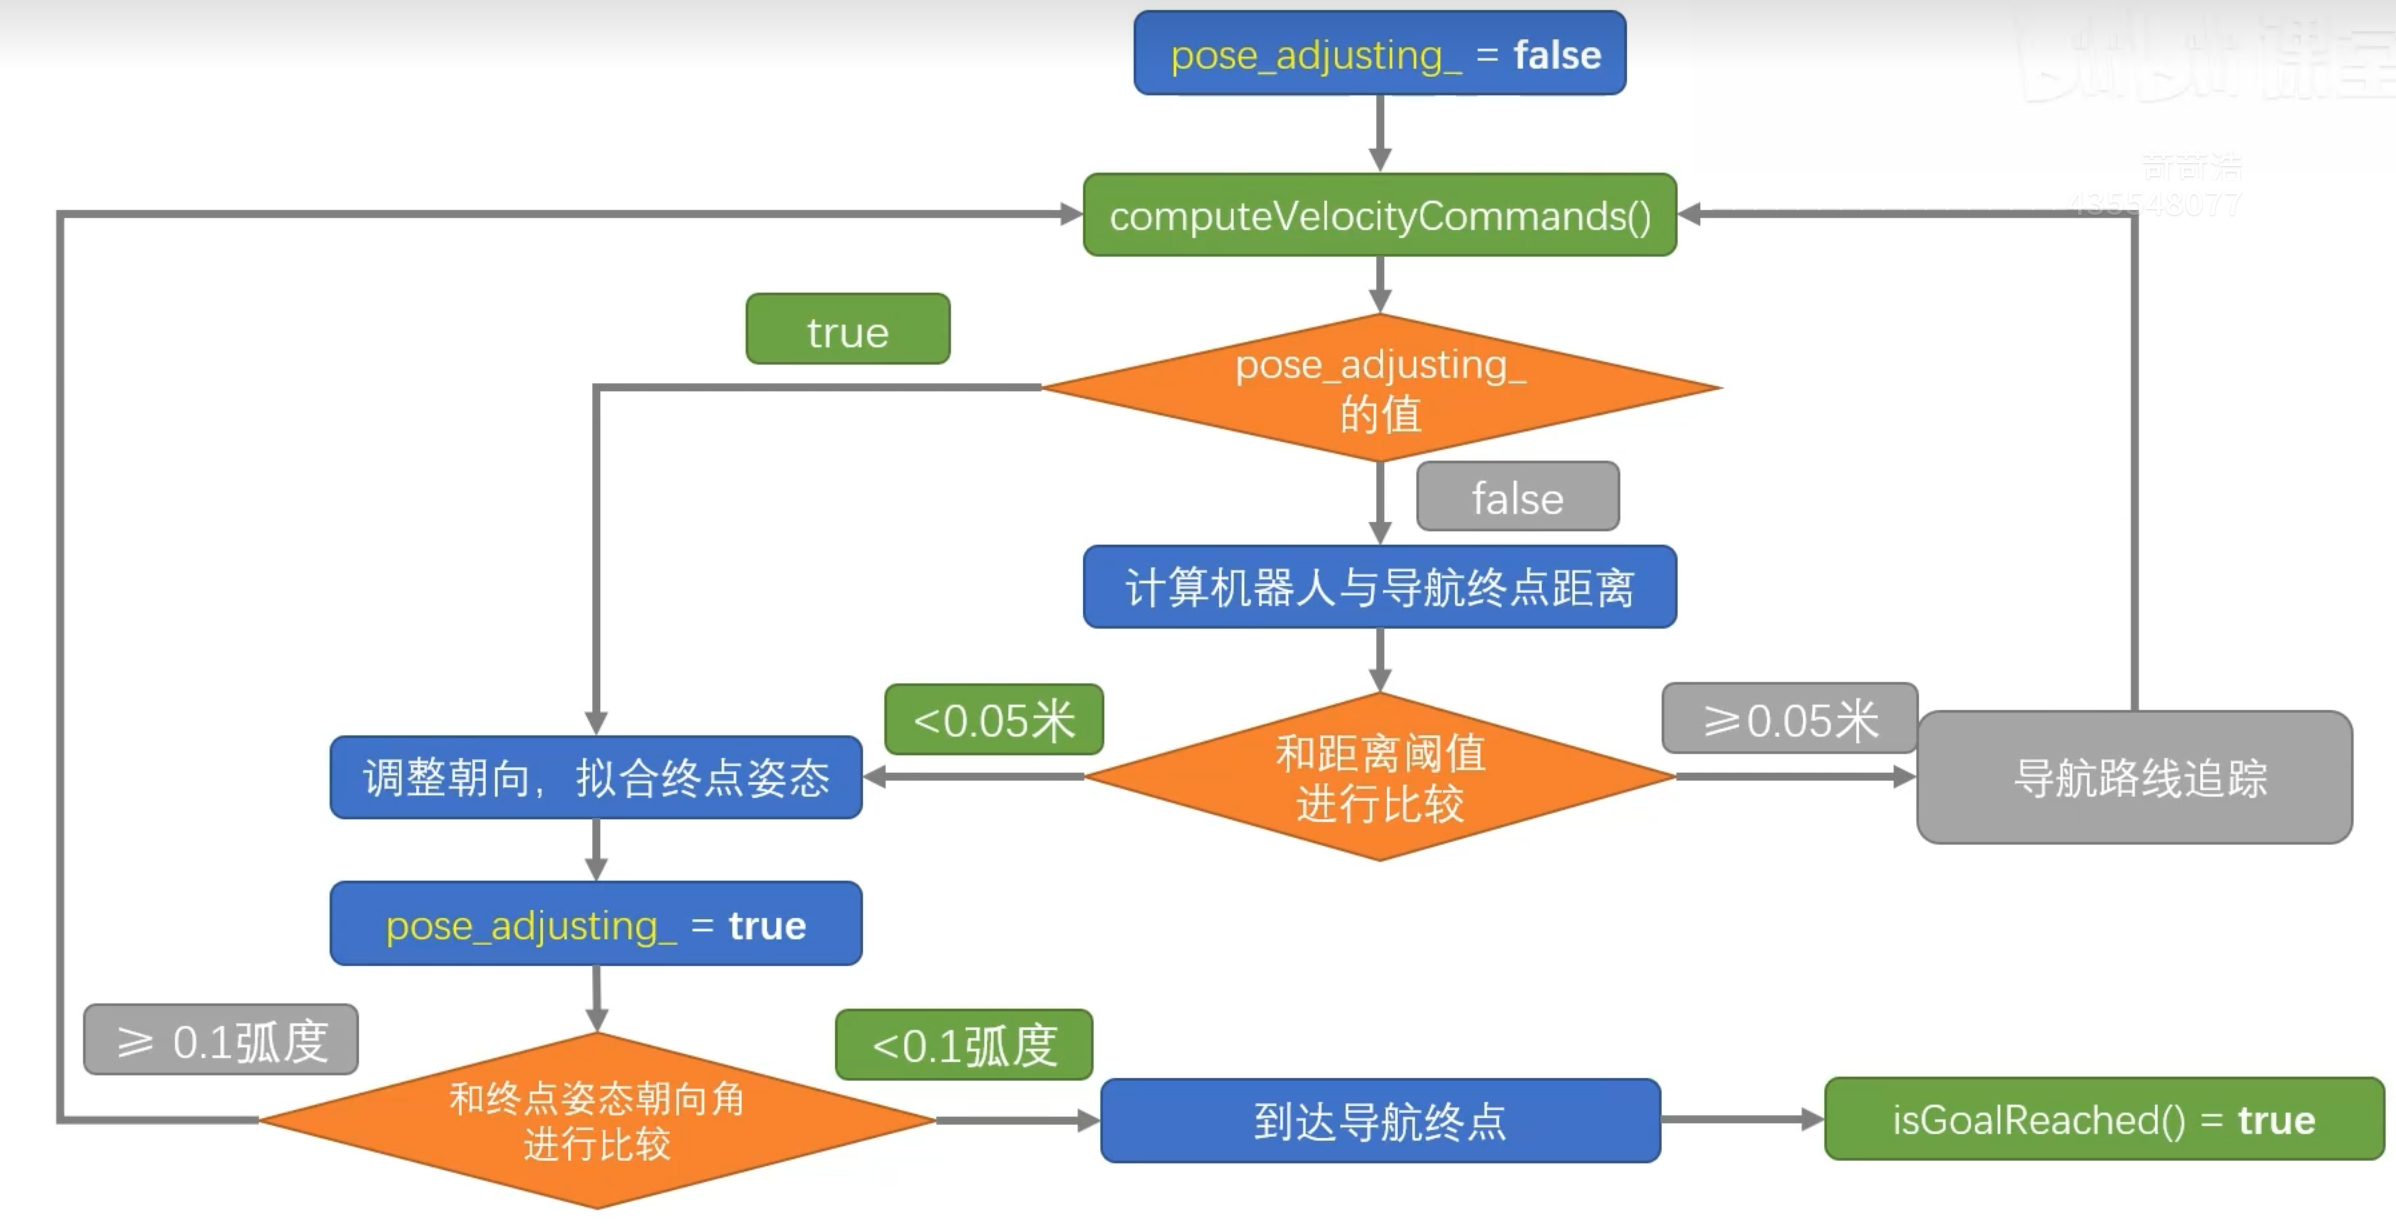 pose_adjusting_ = false
苛苛浩
435548077
computeVelocityCommands()
true
pose_adjusting_
的值
false
计算机器人与导航终点距离
<0.05米
≥0.05米
和距离阈值
进行比较
调整朝向，拟合终点姿态
导航路线追踪
pose_adjusting_ = true
≥ 0.1弧度
<0.1弧度
和终点姿态朝向角
进行比较
到达导航终点
isGoalReached() = true